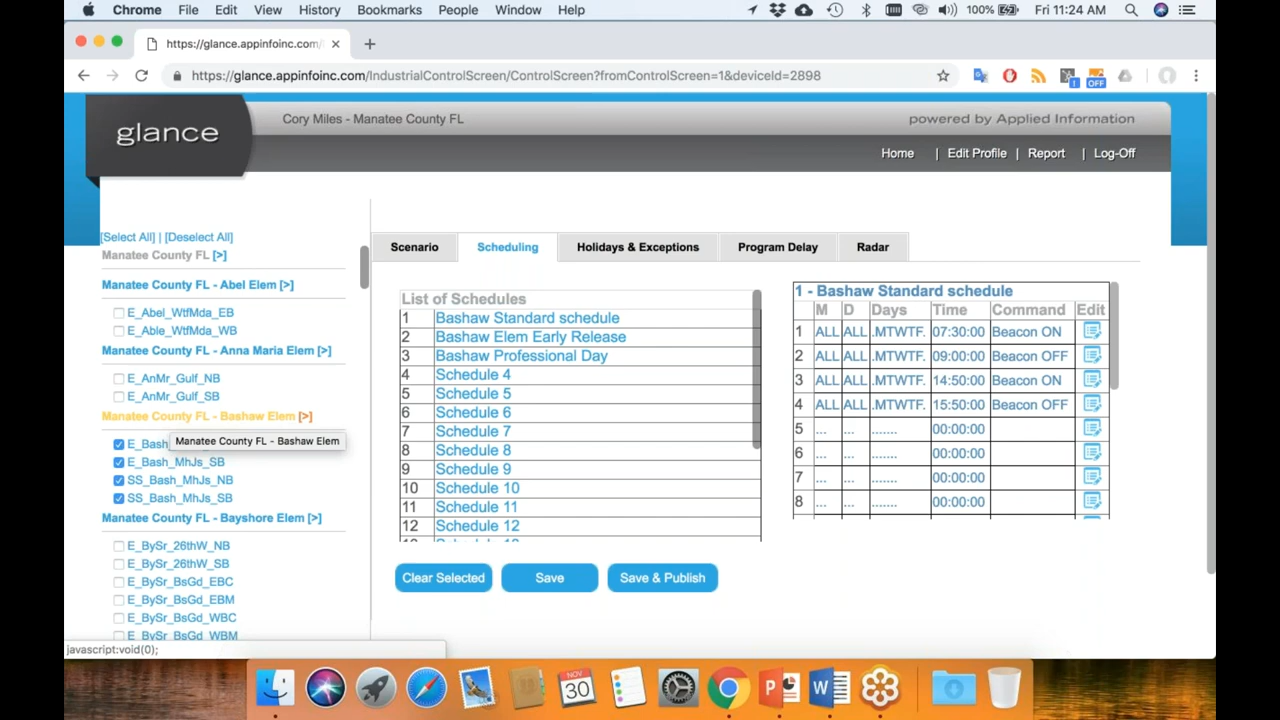 Chrome File Edit View History Bookmarks People Window Help 100% Fri 11:24 AM
https://glance.appinfoinc.com/
https://glance.appinfoinc.com/IndustrialControlScreen/ControlScreen?fromControlScreen=1&deviceId=2898
OFF
glance
Cory Miles - Manatee County FL
powered by Applied Information
Home | Edit Profile | Report | Log-Off
[Select All] | [Deselect All]
Manatee County FL [>]
Manatee County FL - Abel Elem [>]
E_Abel_WtfMda_EB
E_Able_WtfMda_WB
Manatee County FL - Anna Maria Elem [>]
E_AnMr_Gulf_NB
E_AnMr_Gulf_SB
Manatee County FL - Bashaw Elem [>]
E_Bash
Manatee County FL - Bashaw Elem
E_Bash_MhJs_SB
SS_Bash_MhJs_NB
SS_Bash_MhJs_SB
Manatee County FL - Bayshore Elem [>]
E_BySr_26thW_NB
E_BySr_26thW_SB
E_BySr_BsGd_EBC
E_BySr_BsGd_EBM
E_BySr_BsGd_WBC
E_BySr_BsGd_WBM
javascript:void(0);
Scenario Scheduling Holidays & Exceptions Program Delay Radar
List of Schedules
1 Bashaw Standard schedule
2 Bashaw Elem Early Release
3 Bashaw Professional Day
4 Schedule 4
5 Schedule 5
6 Schedule 6
7 Schedule 7
8 Schedule 8
9 Schedule 9
10 Schedule 10
11 Schedule 11
12 Schedule 12
1 - Bashaw Standard schedule
M D Days Time Command Edit
1 ALL ALL .MTWTF. 07:30:00 Beacon ON
2 ALL ALL .MTWTF. 09:00:00 Beacon OFF
3 ALL ALL .MTWTF. 14:50:00 Beacon ON
4 ALL ALL .MTWTF. 15:50:00 Beacon OFF
5 ... ... ....... 00:00:00
6 ... ... ....... 00:00:00
7 ... ... ....... 00:00:00
8 ... ... ....... 00:00:00
Clear Selected Save Save & Publish
NOV
30
P W